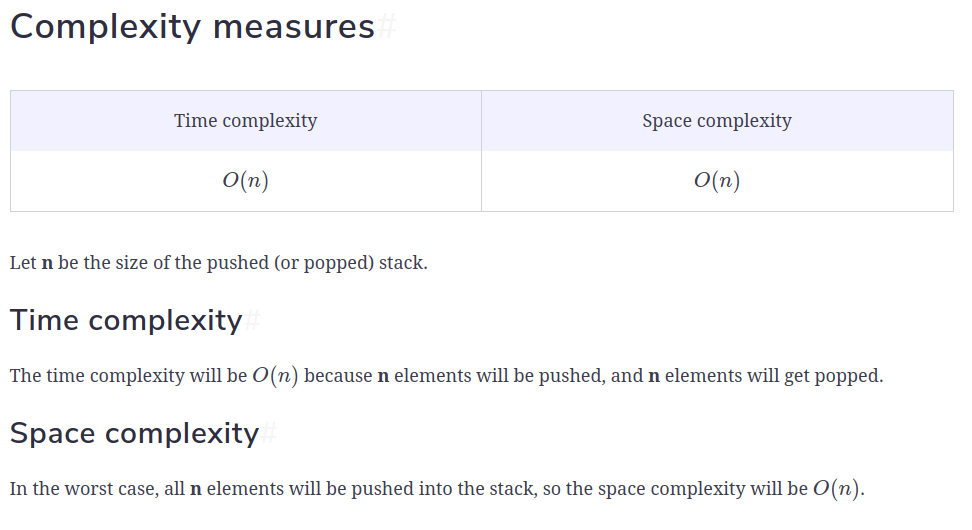 Complexity measures#
Time complexity Space complexity
O(n) O(n)
Let n be the size of the pushed (or popped) stack.
Time complexity#
The time complexity will be O(n) because n elements will be pushed, and n elements will get popped.
Space complexity#
In the worst case, all n elements will be pushed into the stack, so the space complexity will be O(n).